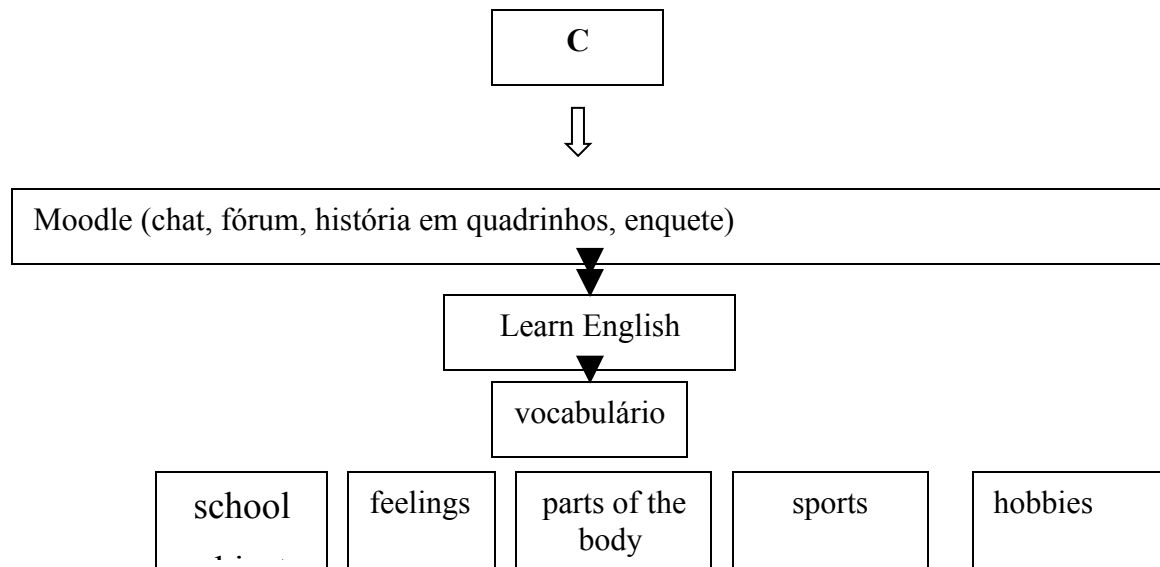 C
Moodle (chat, fórum, história em quadrinhos, enquete)
Learn English
vocabulário
school
feelings
parts of the
body
sports
hobbies